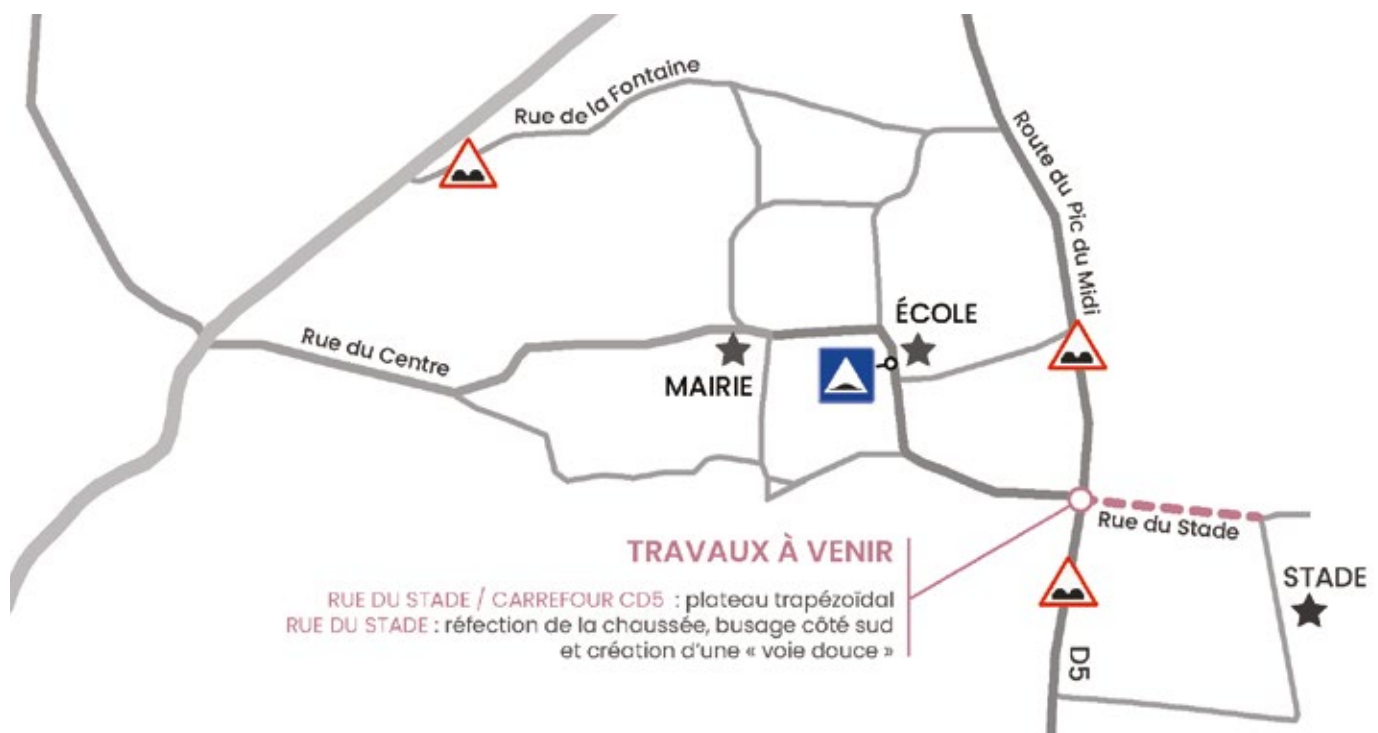 Rue de la Fontaine
Route du Pic du Midi
Rue du Centre
MAIRIE
ÉCOLE
Rue du Stade
STADE
D5
TRAVAUX À VENIR
RUE DU STADE / CARREFOUR CD5 : plateau trapézoïdal
RUE DU STADE : réfection de la chaussée, busage côté sud
et création d'une « voie douce »